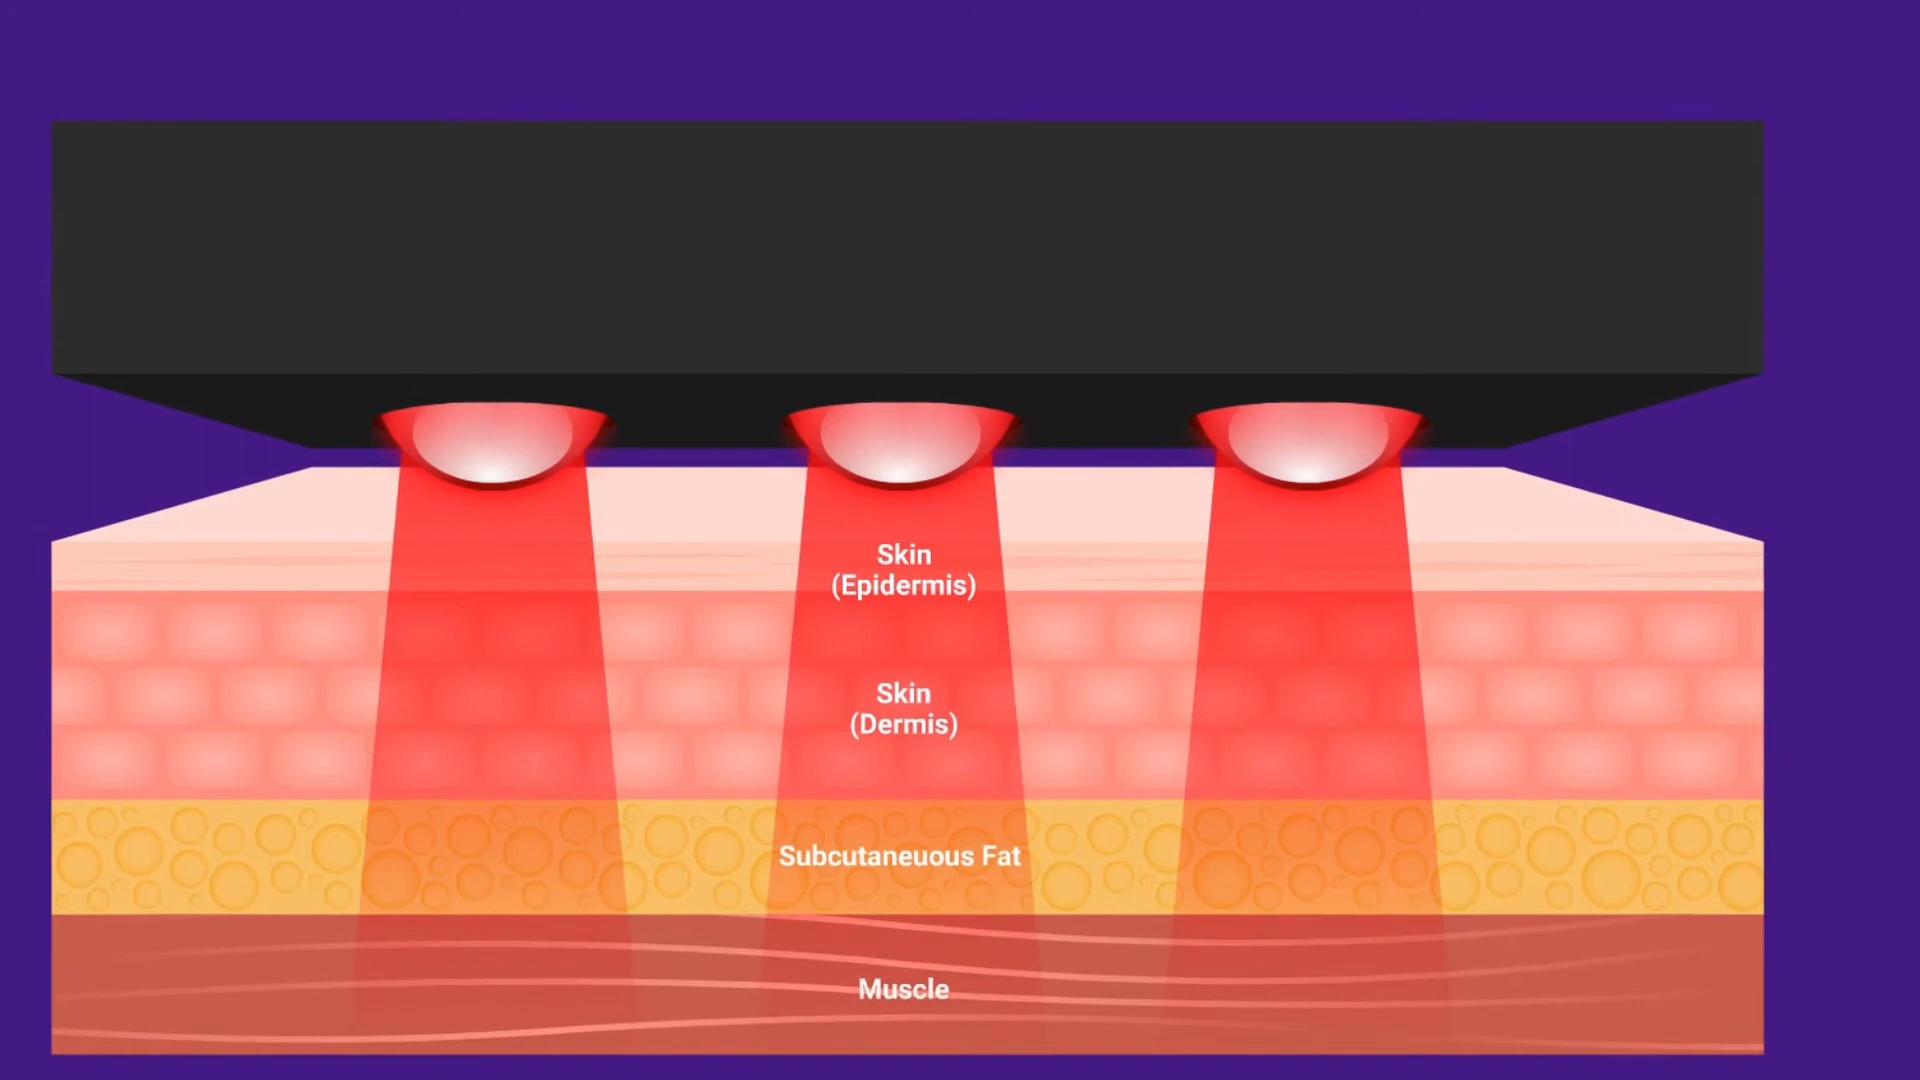 Skin
(Epidermis)
Skin
(Dermis)
Subcutaneuous Fat
Muscle